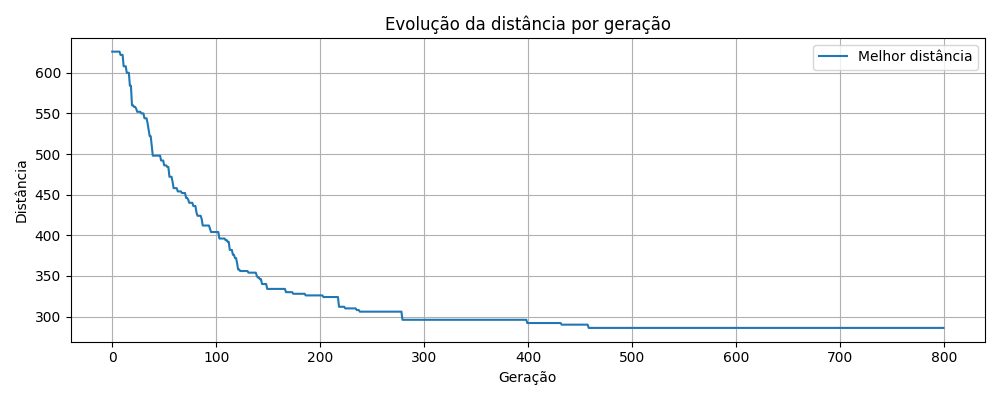 Evolução da distância por geração
Melhor distância
Distância
600
550
500
450
400
350
300
0 100 200 300 400 500 600 700 800
Geração